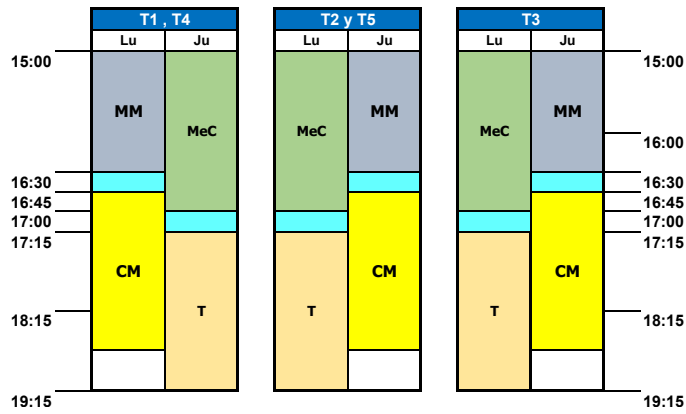 T1 , T4 T2 y T5 T3
Lu Ju Lu Ju Lu Ju
15:00 15:00
MM MeC MeC MM MeC MM
16:00
16:30 16:30
16:45 16:45
17:00 17:00
17:15 17:15
CM T T CM T CM
18:15 18:15
19:15 19:15